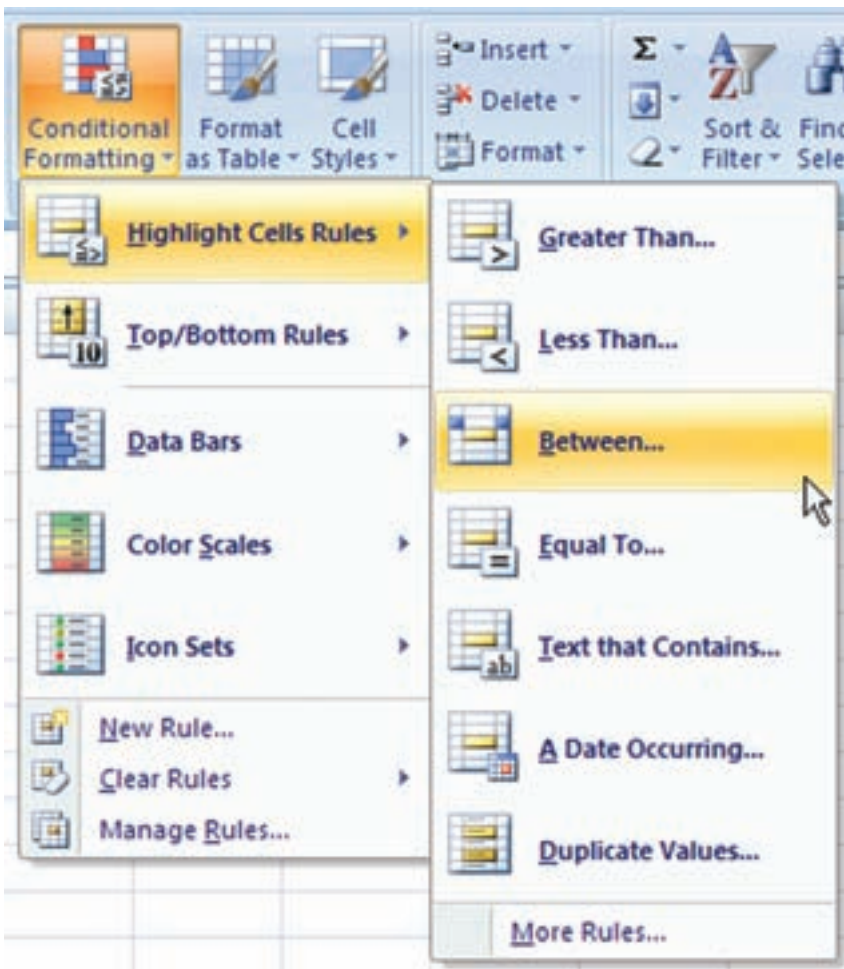 Conditional
Formatting
Format
as Table
Cell
Styles
Insert
Delete
Format
Σ
A
Z
Sort &
Filter
Highlight Cells Rules
Top/Bottom Rules
10
Data Bars
Color Scales
Icon Sets
New Rule...
Clear Rules
Manage Rules...
Greater Than...
>
Less Than...
<
Between...
Equal To...
=
Text that Contains...
ab
A Date Occurring...
Duplicate Values...
More Rules...